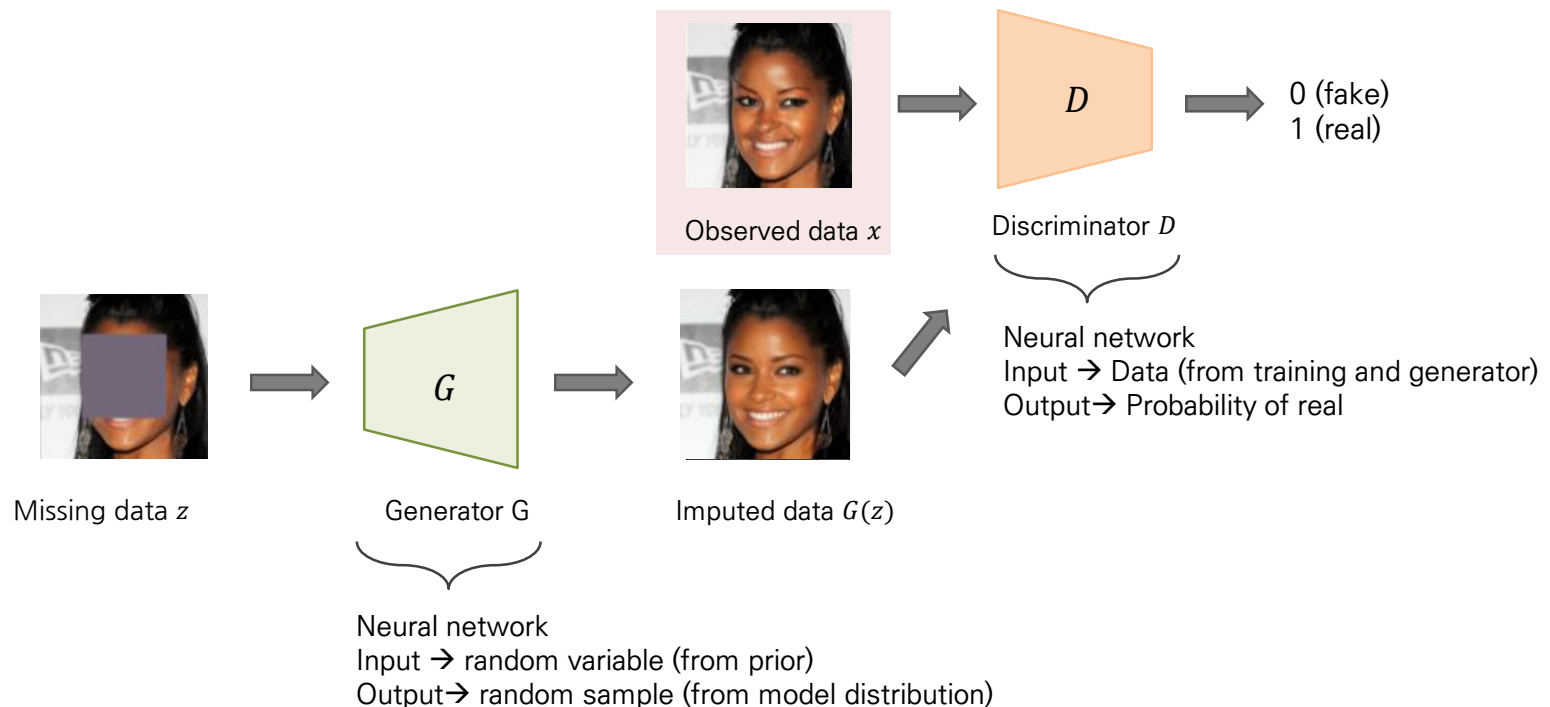 0 (fake)
1 (real)
D
Observed data x
Discriminator D
Neural network
Input → Data (from training and generator)
Output→ Probability of real
G
Missing data z
Generator G
Imputed data G(z)
Neural network
Input → random variable (from prior)
Output→ random sample (from model distribution)